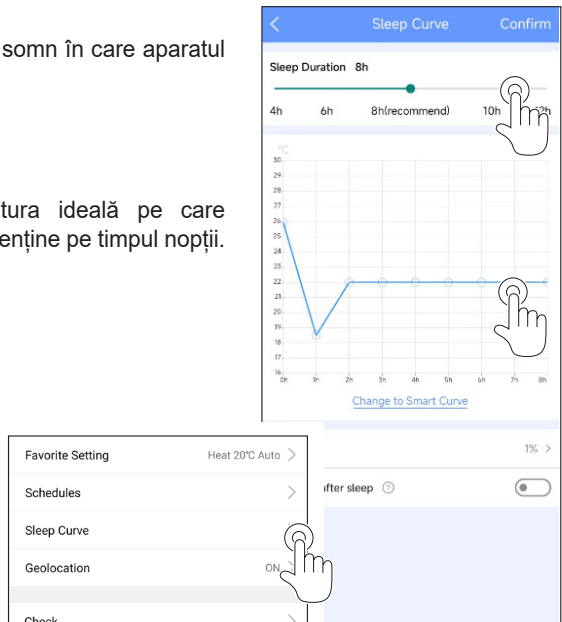 somn în care aparatul
tura ideală pe care
enține pe timpul nopții.
Sleep Curve Confirm
Sleep Duration 8h
4h 6h 8h(recommend) 10h
°C
30
29
28
27
26
25
24
23
22
21
20
19
18
17
16
0h 1h 2h 3h 4h 5h 6h 7h 8h
Change to Smart Curve
1% >
fter sleep ?
Favorite Setting Heat 20°C Auto >
Schedules >
Sleep Curve
Geolocation ON
Check >